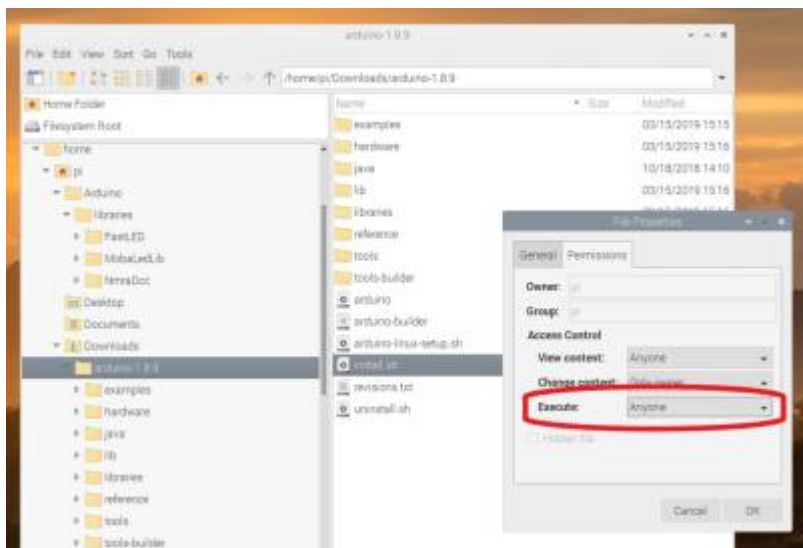 arduino-1.8.9
File Edit View Sort Go Tools
/home/pi/Downloads/arduino-1.8.9
Home Folder
Filesystem Root
home
pi
Arduino
libraries
FastLED
MobaLedLib
NmraDcc
Desktop
Documents
Downloads
arduino-1.8.9
examples
hardware
java
lib
libraries
reference
tools
tools-builder
Name Size Modified
examples 03/15/2019 15:15
hardware 03/15/2019 15:16
java 10/18/2018 14:10
lib 03/15/2019 15:16
libraries
reference
tools
tools-builder
arduino
arduino-builder
arduino-linux-setup.sh
install.sh
revisions.txt
uninstall.sh
File Properties
General Permissions
Owner: pi
Group: pi
Access Control
View content: Anyone
Change content: Only owner
Execute: Anyone
Hidden file
Cancel OK